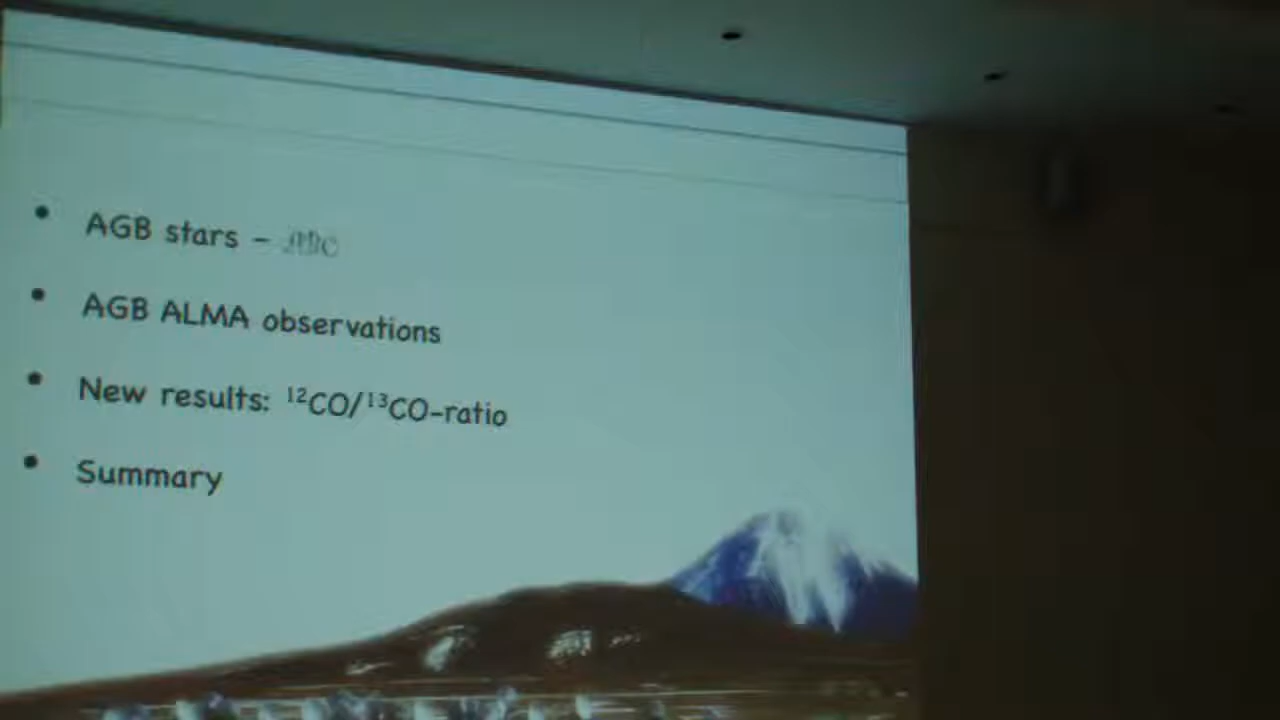 AGB stars –
AGB ALMA observations
New results: ¹²CO/¹³CO-ratio
Summary